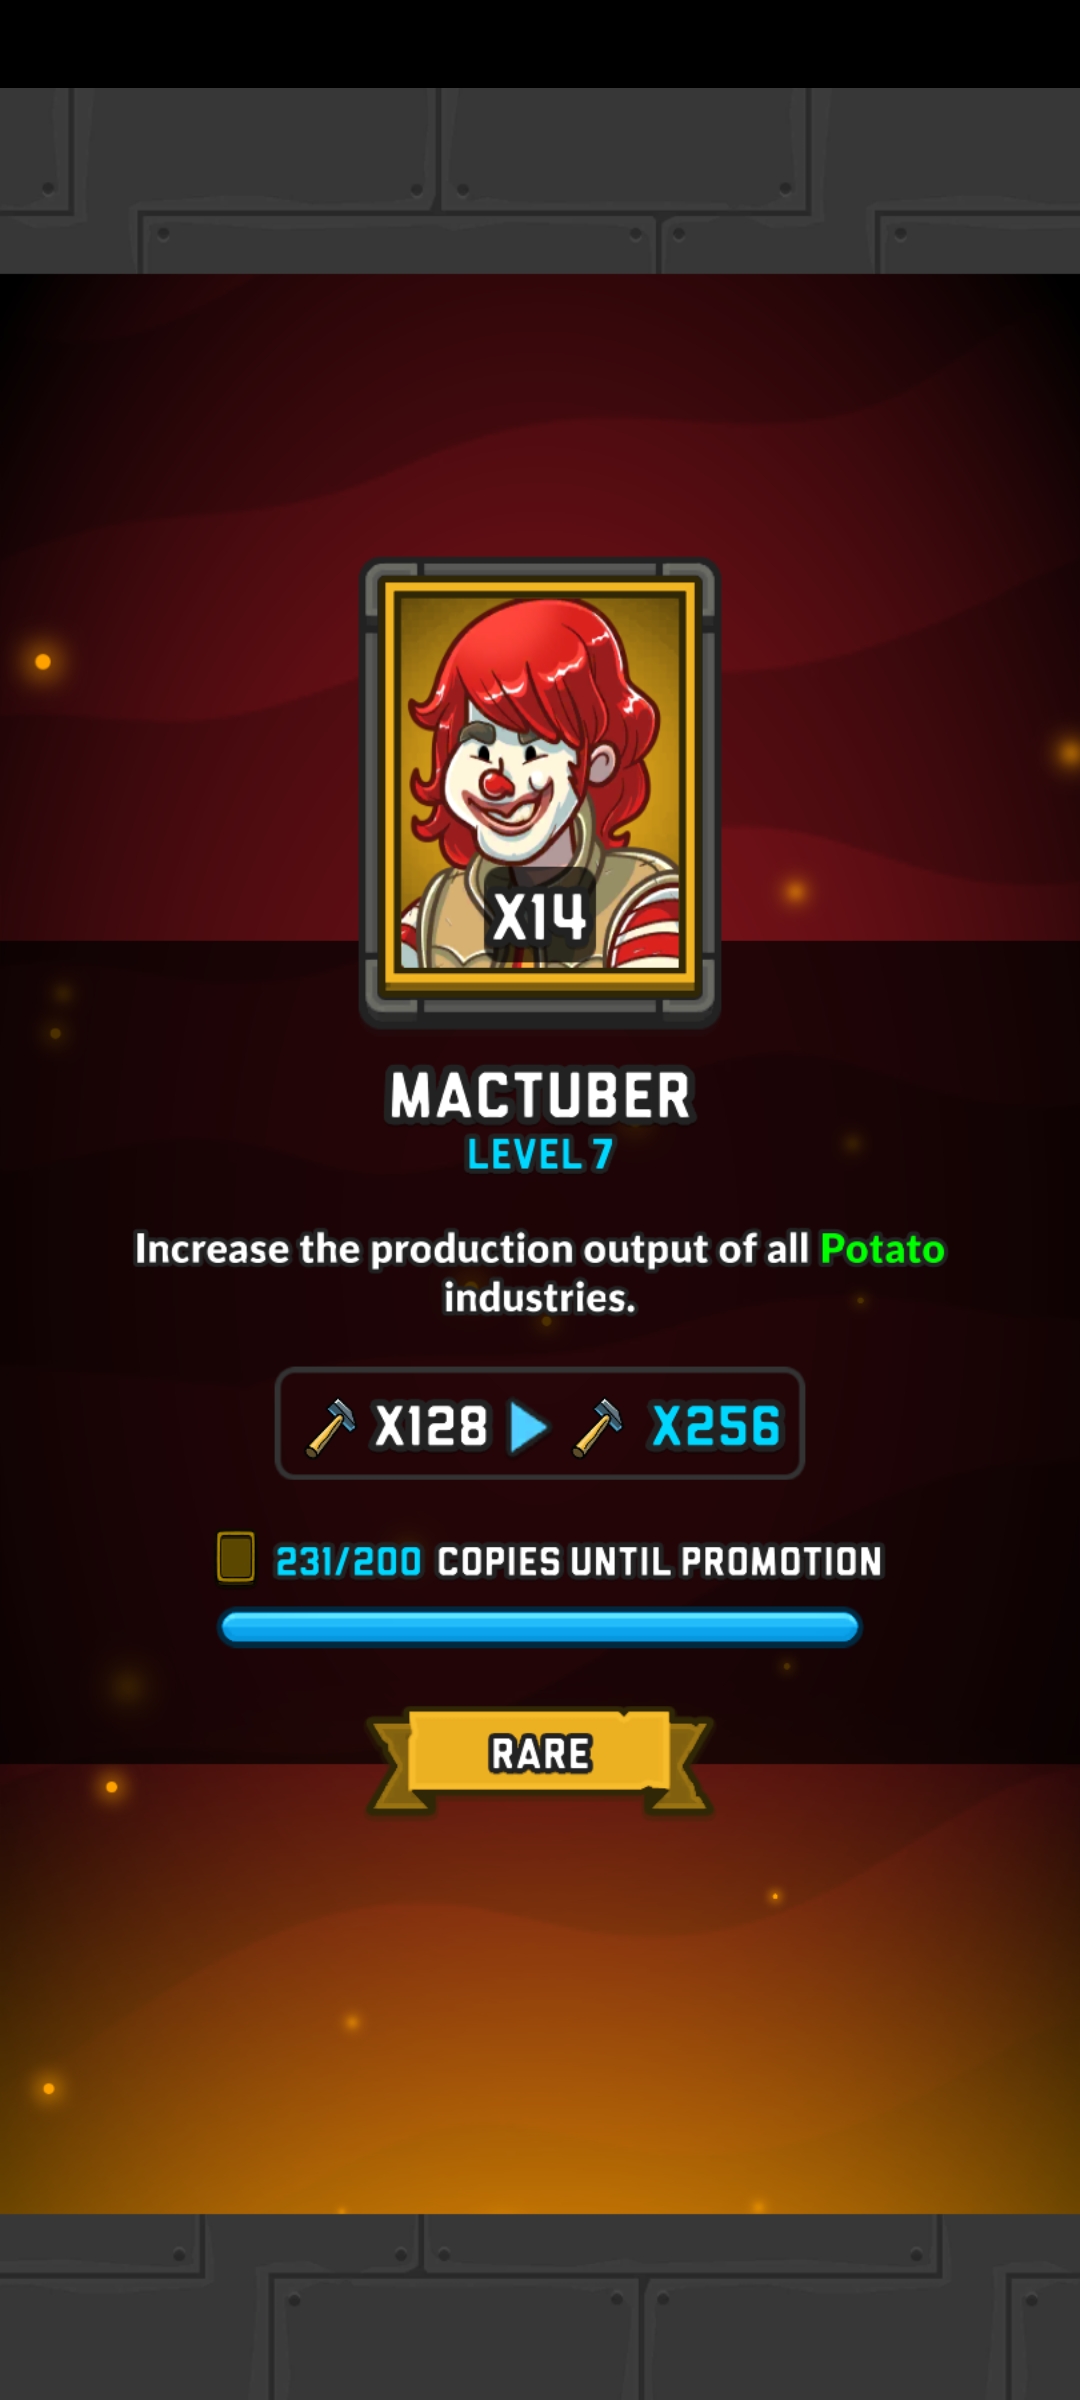 X14
MACTUBER
LEVEL 7
Increase the production output of all Potato
industries.
X128 X256
231/200 COPIES UNTIL PROMOTION
RARE